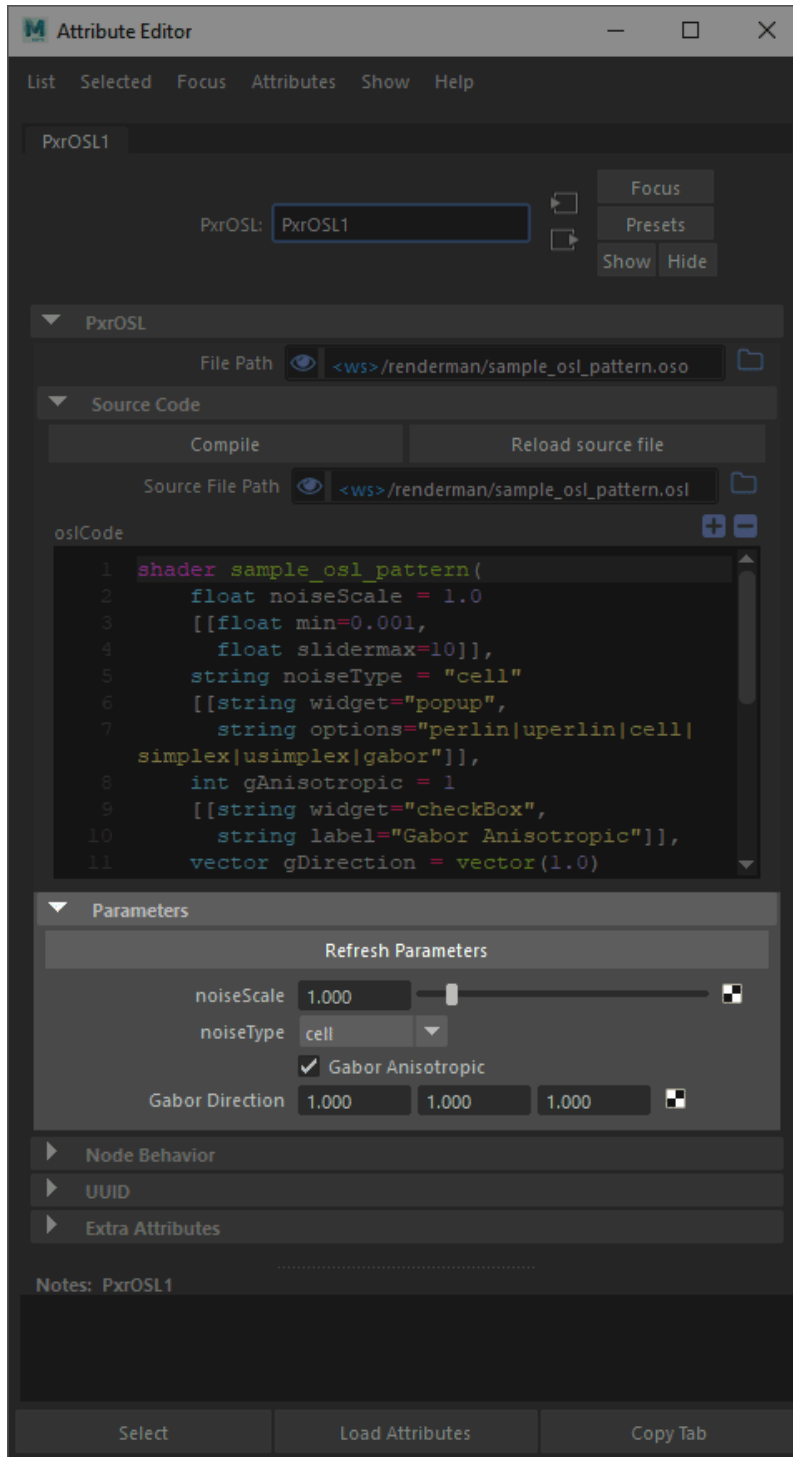 Attribute Editor
List Selected Focus Attributes Show Help
PxrOSL1
Focus
PxrOSL: PxrOSL1
Presets
Show Hide
PxrOSL
File Path <ws>/renderman/sample_osl_pattern.oso
Source Code
Compile Reload source file
Source File Path <ws>/renderman/sample_osl_pattern.osl
oslCode
1 shader sample_osl_pattern(
2 float noiseScale = 1.0
3 [[float min=0.001,
4 float slidermax=10]],
5 string noiseType = "cell"
6 [[string widget="popup",
7 string options="perlin|uperlin|cell|
simplex|usimplex|gabor"]],
8 int gAnisotropic = 1
9 [[string widget="checkBox",
10 string label="Gabor Anisotropic"]],
11 vector gDirection = vector(1.0)
Parameters
Refresh Parameters
noiseScale 1.000
noiseType cell
Gabor Anisotropic
Gabor Direction 1.000 1.000 1.000
Node Behavior
UUID
Extra Attributes
Notes: PxrOSL1
Select Load Attributes Copy Tab